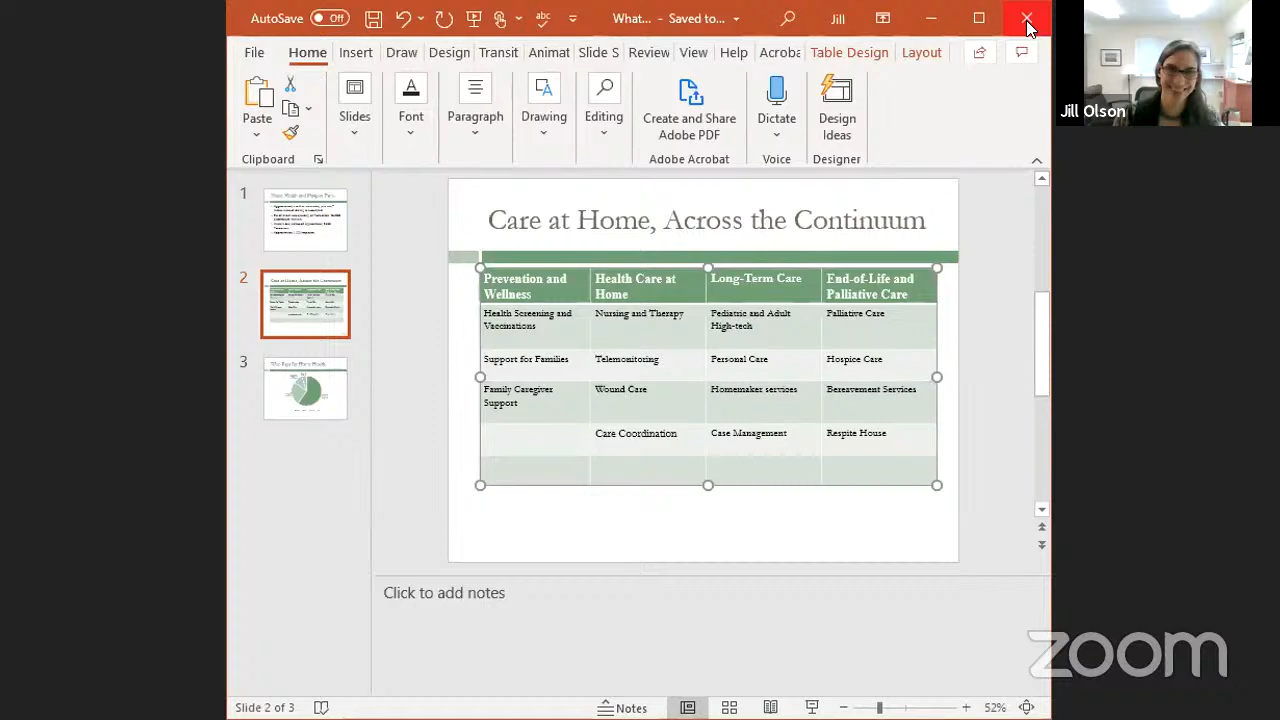 AutoSave Off What... - Saved to... Jill
File Home Insert Draw Design Transit Animat Slide S Review View Help Acroba Table Design Layout
Paste Slides Font Paragraph Drawing Editing Create and Share Adobe PDF Dictate Design Ideas
Clipboard Adobe Acrobat Voice Designer
Jill Olson
1
2
3
Care at Home, Across the Continuum
Prevention and Wellness Health Care at Home Long-Term Care End-of-Life and Palliative Care
Health Screening and Vaccinations Nursing and Therapy Pediatric and Adult High-tech Palliative Care
Support for Families Telemonitoring Personal Care Hospice Care
Family Caregiver Support Wound Care Homemaker services Bereavement Services
Care Coordination Case Management Respite House
Click to add notes
zoom
Slide 2 of 3 Notes 52%